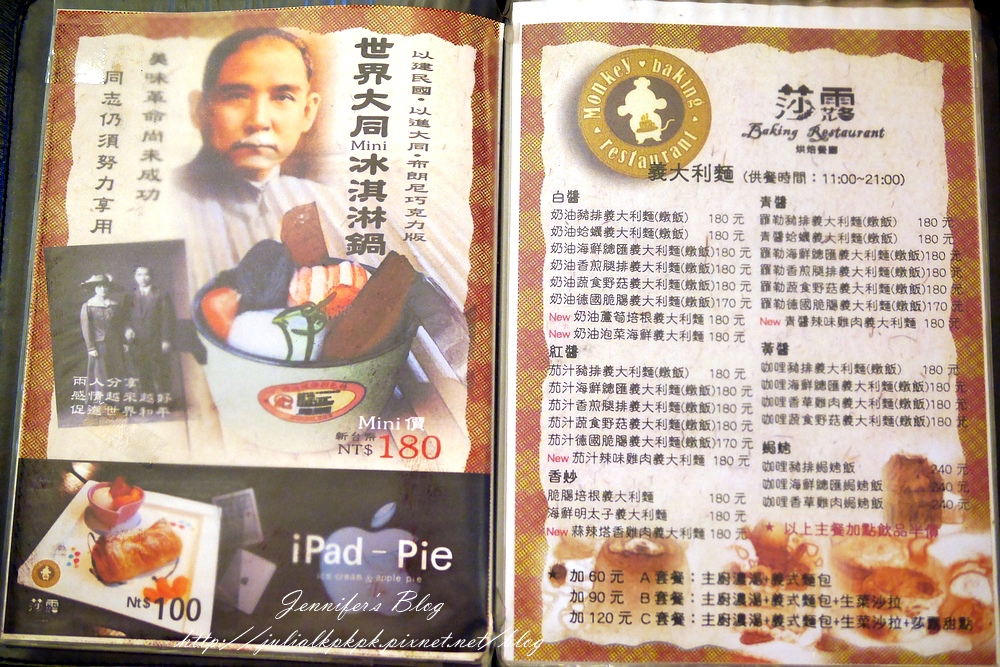 以建民國・以進大同・布朗尼巧克力版
世界大同
Mini
冰淇淋鍋
美味革命尚未成功
同志仍須努力享用
兩人分享
感情越來越好
促進世界和平
Mini 價
新台幣
NT$ 180
iPad - Pie
ice cream & apple pie
莎露
Nt$ 100
Jennifer's Blog
http://julialkpkpk.pixnet.net/blog
Monkey ♥ baking ♥ restaurant
莎露
Baking Restaurant
烘焙餐廳
義大利麵 (供餐時間：11:00~21:00)
白醬
奶油豬排義大利麵(燉飯) 180 元
奶油蛤蠣義大利麵(燉飯) 180 元
奶油海鮮總匯義大利麵(燉飯)180 元
奶油香煎腿排義大利麵(燉飯)180 元
奶油蔬食野菇義大利麵(燉飯)180 元
奶油德國脆腸義大利麵(燉飯)170 元
New 奶油蘆筍培根義大利麵 180 元
New 奶油泡菜海鮮義大利麵 180 元
紅醬
茄汁豬排義大利麵(燉飯) 180 元
茄汁海鮮總匯義大利麵(燉飯)180 元
茄汁香煎腿排義大利麵(燉飯)180 元
茄汁蔬食野菇義大利麵(燉飯)180 元
茄汁德國脆腸義大利麵(燉飯)170 元
New 茄汁辣味雞肉義大利麵 180 元
香炒
脆腸培根義大利麵 180 元
海鮮明太子義大利麵 180 元
New 蒜辣塔香雞肉義大利麵 180 元
青醬
羅勒豬排義大利麵(燉飯) 180 元
青醬蛤蠣義大利麵(燉飯) 180 元
羅勒海鮮總匯義大利麵(燉飯)180 元
羅勒香煎腿排義大利麵(燉飯)180 元
羅勒蔬食野菇義大利麵(燉飯)180 元
羅勒德國脆腸義大利麵(燉飯)170 元
New 青醬辣味雞肉義大利麵 180 元
黃醬
咖哩豬排義大利麵(燉飯) 180 元
咖哩海鮮總匯義大利麵(燉飯)180 元
咖哩香草雞肉義大利麵(燉飯)180 元
咖哩蔬食野菇義大利麵(燉飯)180 元
焗烤
咖哩豬排焗烤飯 240 元
咖哩海鮮總匯焗烤飯 240 元
咖哩香草雞肉焗烤飯 240 元
★ 以上主餐加點飲品半價
★ 加 60 元 A 套餐：主廚濃湯+義式麵包
加 90 元 B 套餐：主廚濃湯+義式麵包+生菜沙拉
加 120 元 C 套餐：主廚濃湯+義式麵包+生菜沙拉+莎露甜點